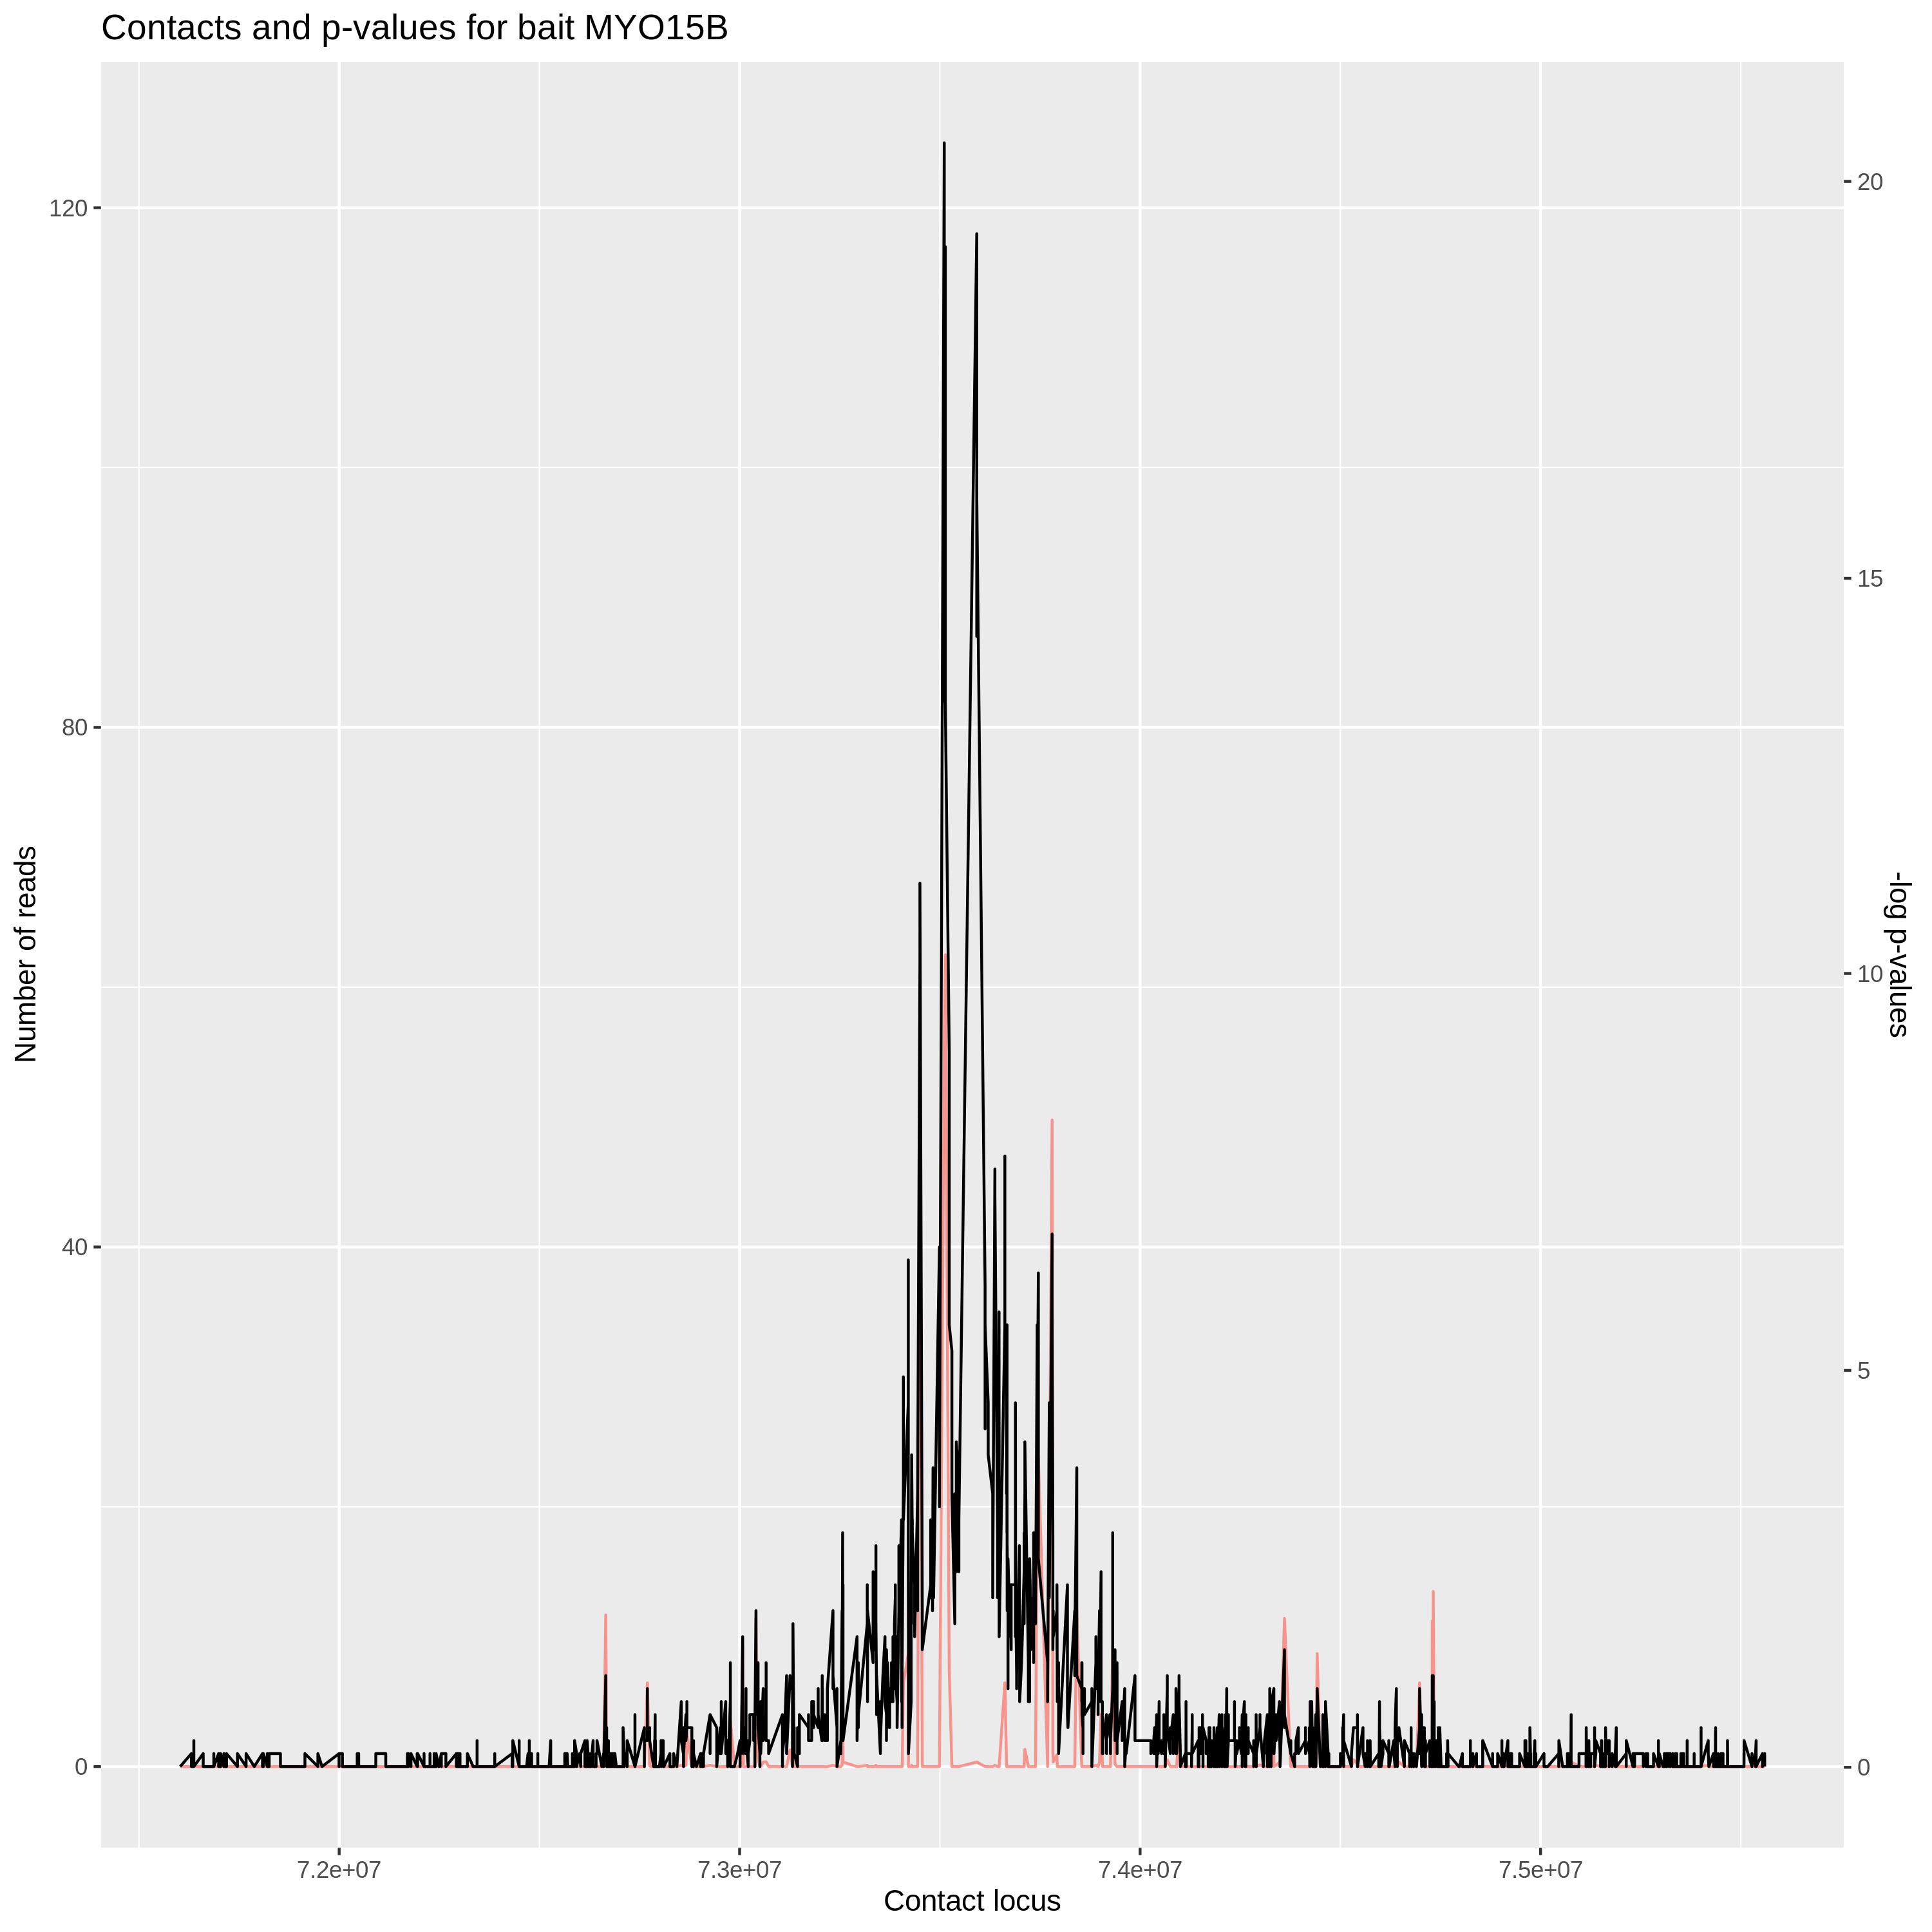 Contacts and p-values for bait MYO15B
Number of reads
120
80
40
0
20
15
10
5
0
-log p-values
7.2e+07
7.3e+07
7.4e+07
7.5e+07
Contact locus